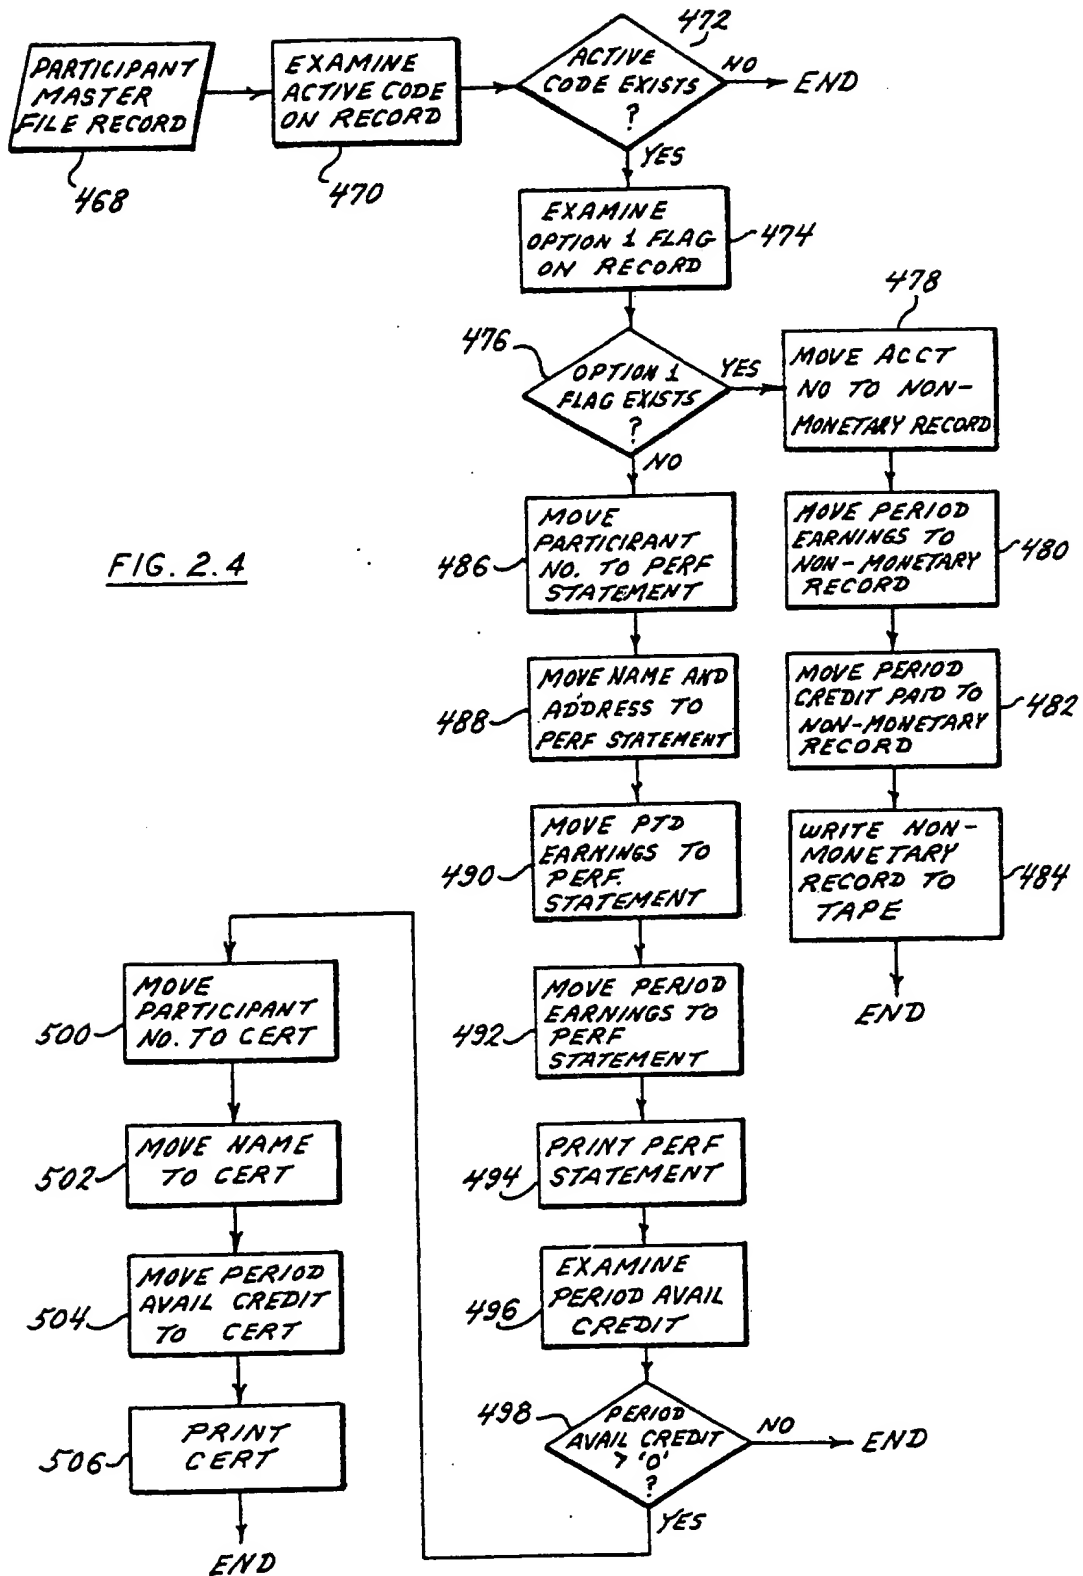 472
PARTICIPANT
MASTER
FILE RECORD
468
EXAMINE
ACTIVE CODE
ON RECORD
470
ACTIVE
CODE EXISTS
?
NO
END
YES
EXAMINE
OPTION 1 FLAG
ON RECORD
474
476
OPTION 1
FLAG EXISTS
?
YES
NO
478
MOVE ACCT
NO TO NON-
MONETARY RECORD
MOVE PERIOD
EARNINGS TO
NON-MONETARY
RECORD
480
MOVE PERIOD
CREDIT PAID TO
NON-MONETARY
RECORD
482
WRITE NON-
MONETARY
RECORD TO
TAPE
484
END
FIG. 2.4
MOVE
PARTICIPANT
NO. TO PERF
STATEMENT
486
MOVE NAME AND
ADDRESS TO
PERF STATEMENT
488
MOVE PTD
EARNINGS TO
PERF.
STATEMENT
490
MOVE PERIOD
EARNINGS TO
PERF
STATEMENT
492
PRINT PERF
STATEMENT
494
EXAMINE
PERIOD AVAIL
CREDIT
496
498
PERIOD
AVAIL CREDIT
> '0'
?
NO
END
YES
MOVE
PARTICIPANT
NO. TO CERT
500
MOVE NAME
TO CERT
502
MOVE PERIOD
AVAIL CREDIT
TO CERT
504
PRINT
CERT
506
END